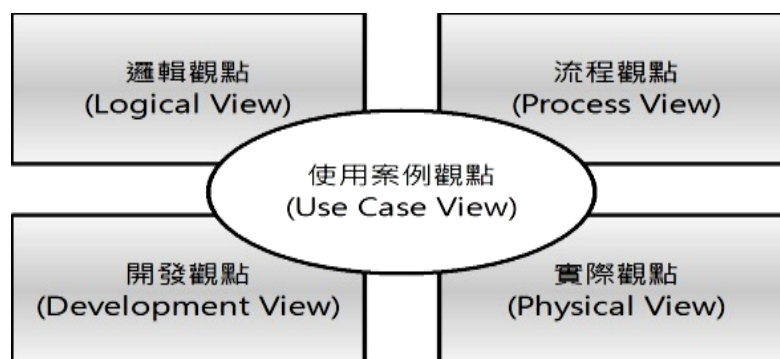 邏輯觀點
(Logical View)
流程觀點
(Process View)
使用案例觀點
(Use Case View)
開發觀點
(Development View)
實際觀點
(Physical View)